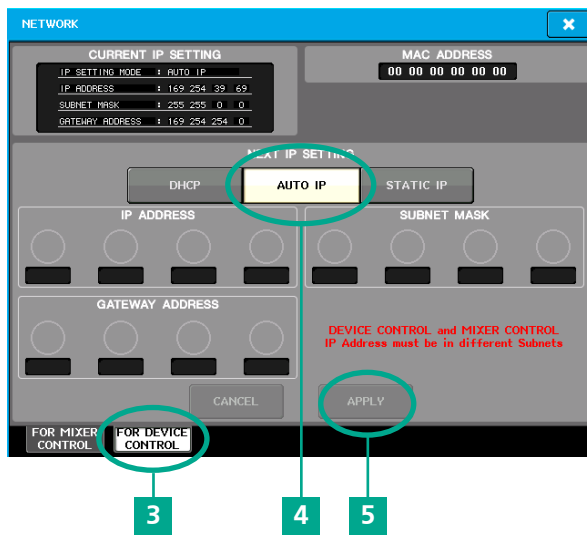 NETWORK
CURRENT IP SETTING
IP SETTING MODE : AUTO IP
IP ADDRESS : 169 254 39 69
SUBNET MASK : 255 255 0 0
GATEWAY ADDRESS : 169 254 254 0
MAC ADDRESS
00 00 00 00 00 00
NEXT IP SETTING
DHCP AUTO IP STATIC IP
IP ADDRESS
SUBNET MASK
GATEWAY ADDRESS
DEVICE CONTROL and MIXER CONTROL
IP Address must be in different Subnets
CANCEL APPLY
FOR MIXER CONTROL
FOR DEVICE CONTROL
3 4 5